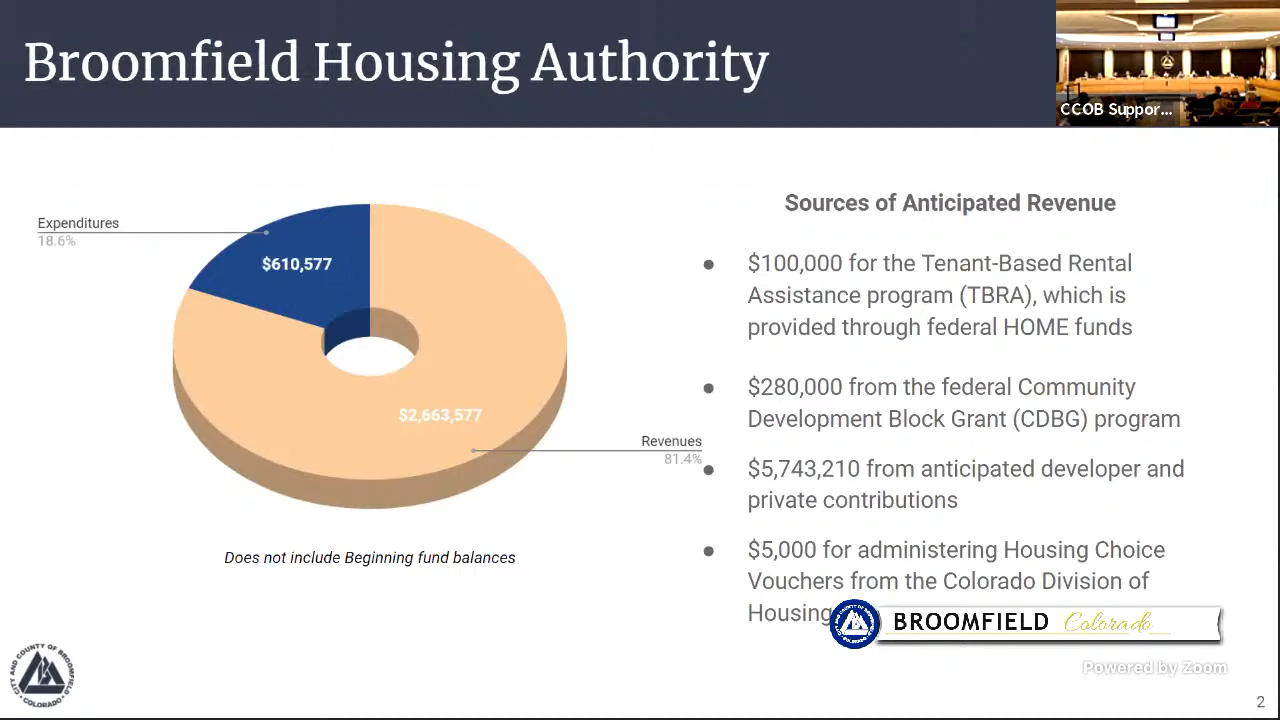 Broomfield Housing Authority
CCOB Suppor...
Expenditures
18.6%
$610,577
$2,663,577
Revenues
81.4%
Does not include Beginning fund balances
Sources of Anticipated Revenue
● $100,000 for the Tenant-Based Rental
Assistance program (TBRA), which is
provided through federal HOME funds
● $280,000 from the federal Community
Development Block Grant (CDBG) program
● $5,743,210 from anticipated developer and
private contributions
● $5,000 for administering Housing Choice
Vouchers from the Colorado Division of
Housing
BROOMFIELD Colorado
Powered by Zoom
CITY AND COUNTY OF BROOMFIELD
COLORADO
2